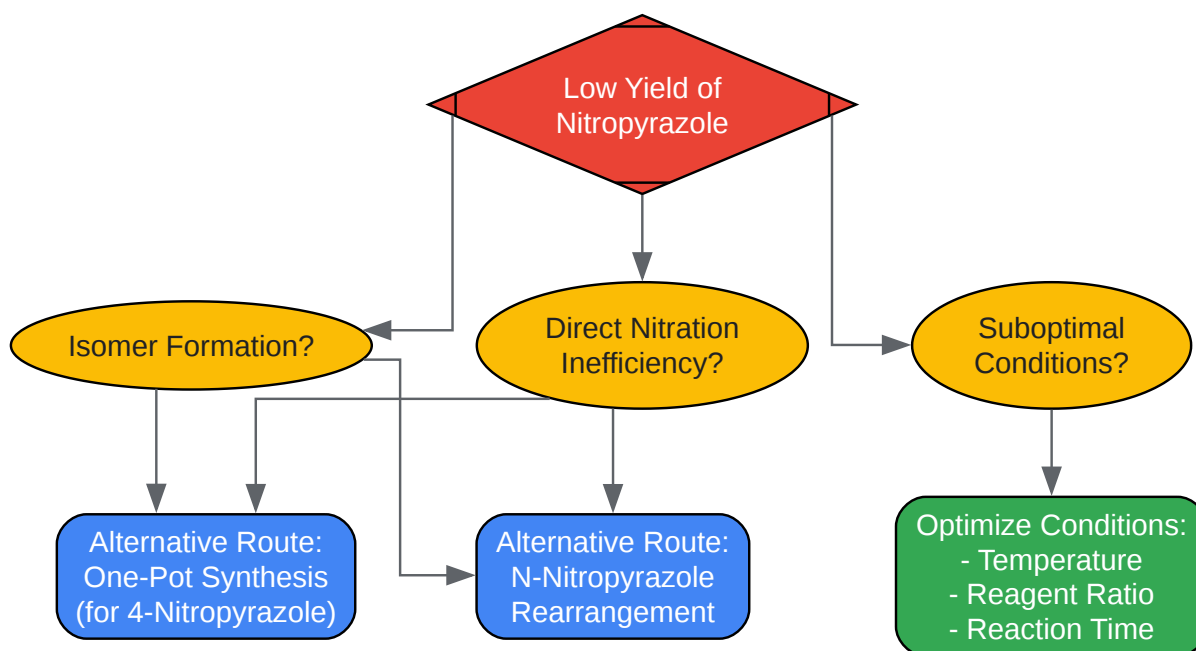 Low Yield of
Nitropyrazole
Isomer Formation?
Direct Nitration
Inefficiency?
Suboptimal
Conditions?
Alternative Route:
One-Pot Synthesis
(for 4-Nitropyrazole)
Alternative Route:
N-Nitropyrazole
Rearrangement
Optimize Conditions:
- Temperature
- Reagent Ratio
- Reaction Time